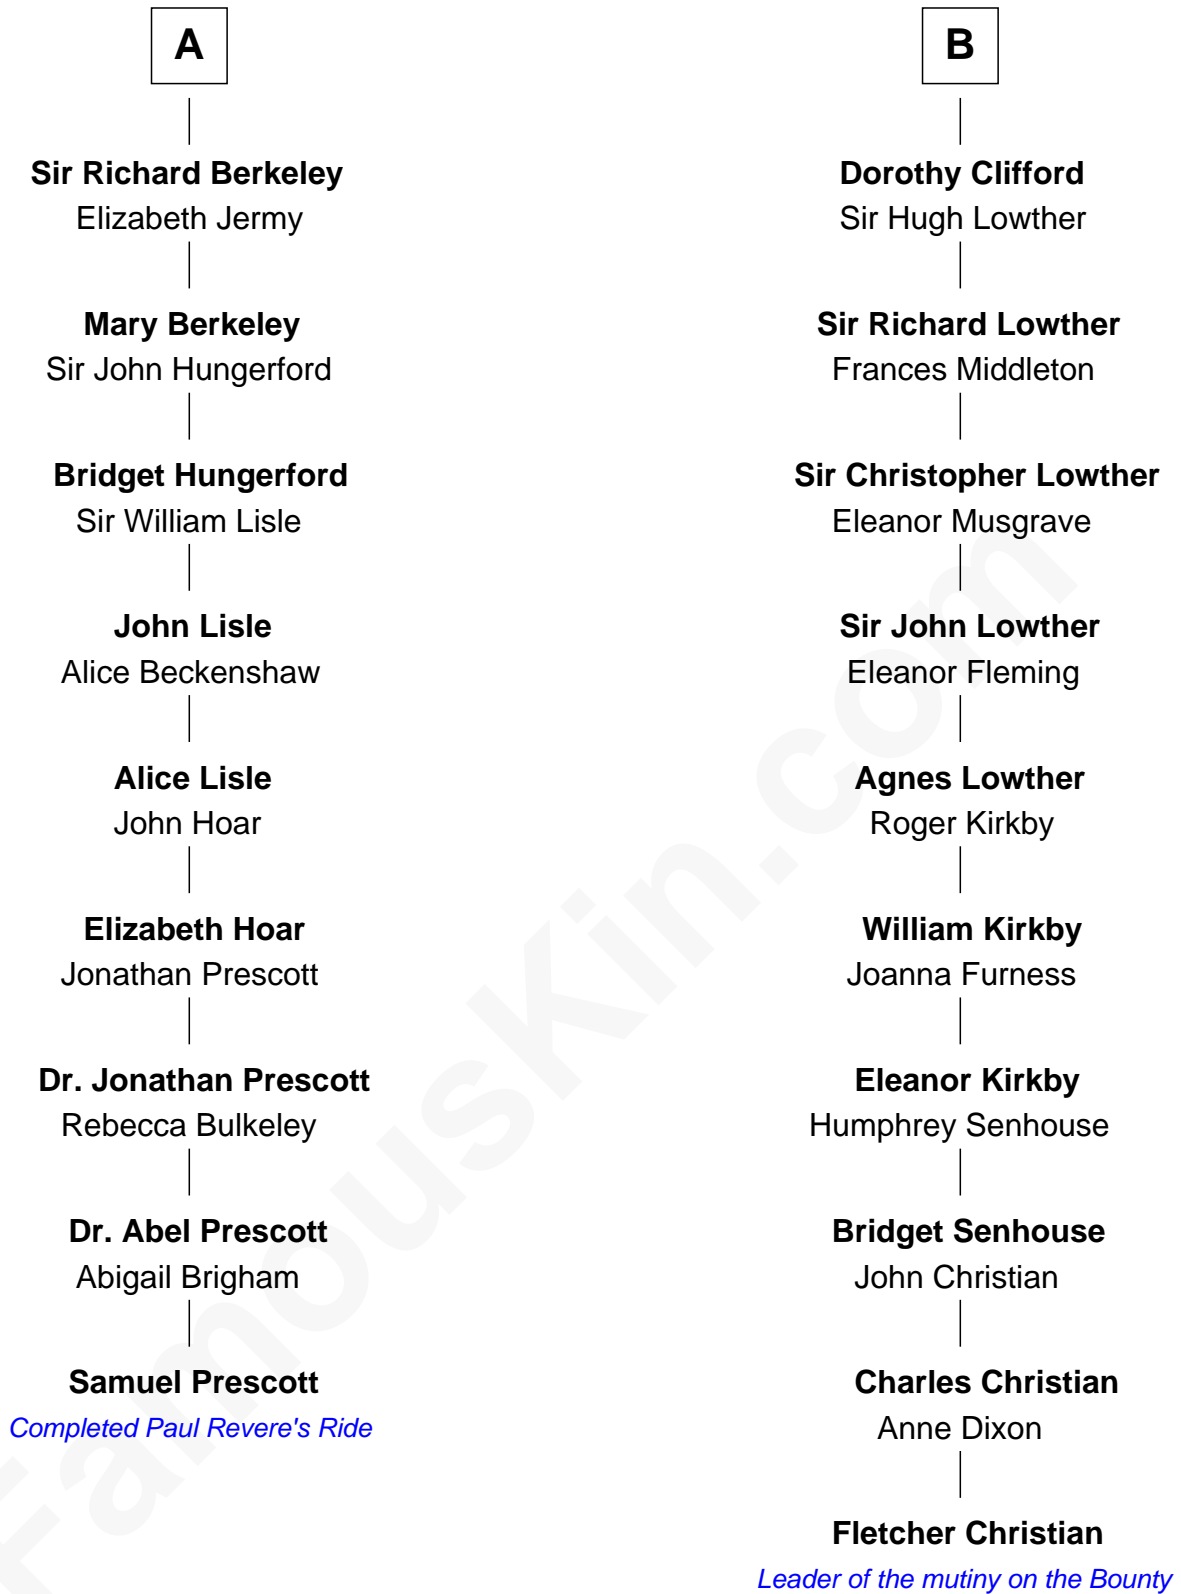 A
Sir Richard Berkeley
Elizabeth Jermy
Mary Berkeley
Sir John Hungerford
Bridget Hungerford
Sir William Lisle
John Lisle
Alice Beckenshaw
Alice Lisle
John Hoar
Elizabeth Hoar
Jonathan Prescott
Dr. Jonathan Prescott
Rebecca Bulkeley
Dr. Abel Prescott
Abigail Brigham
Samuel Prescott
Completed Paul Revere's Ride
B
Dorothy Clifford
Sir Hugh Lowther
Sir Richard Lowther
Frances Middleton
Sir Christopher Lowther
Eleanor Musgrave
Sir John Lowther
Eleanor Fleming
Agnes Lowther
Roger Kirkby
William Kirkby
Joanna Furness
Eleanor Kirkby
Humphrey Senhouse
Bridget Senhouse
John Christian
Charles Christian
Anne Dixon
Fletcher Christian
Leader of the mutiny on the Bounty
FamousKin.com